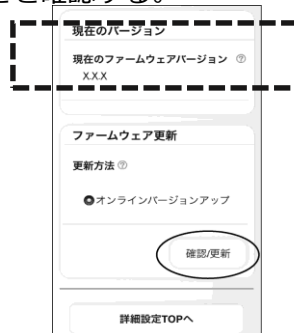 ことを確認する。
現在のバージョン
現在のファームウェアバージョン ?
X.X.X
ファームウェア更新
更新方法 ?
オンラインバージョンアップ
確認/更新
詳細設定TOPへ